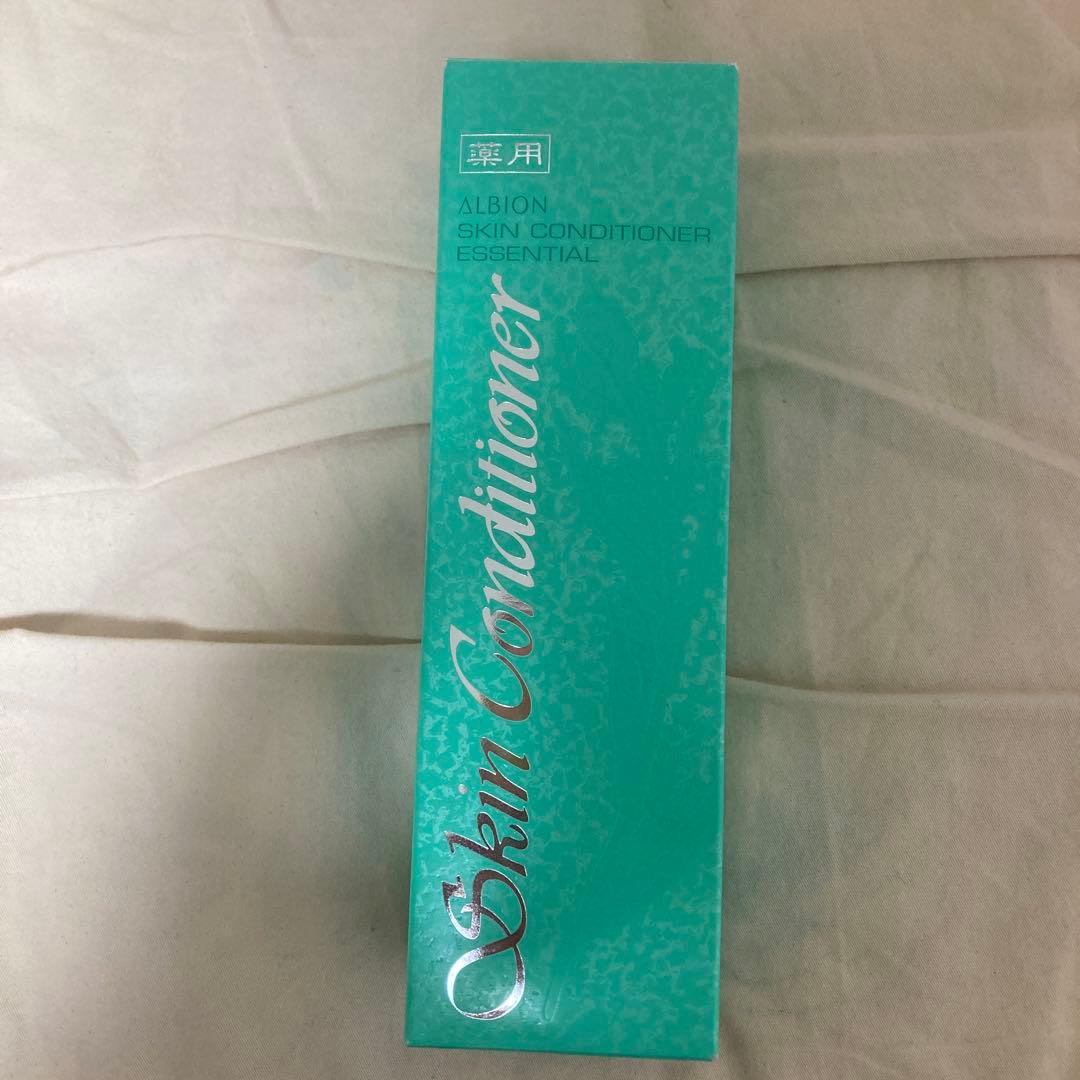 薬用
ALBION
SKIN CONDITIONER
ESSENTIAL
Skin Conditioner